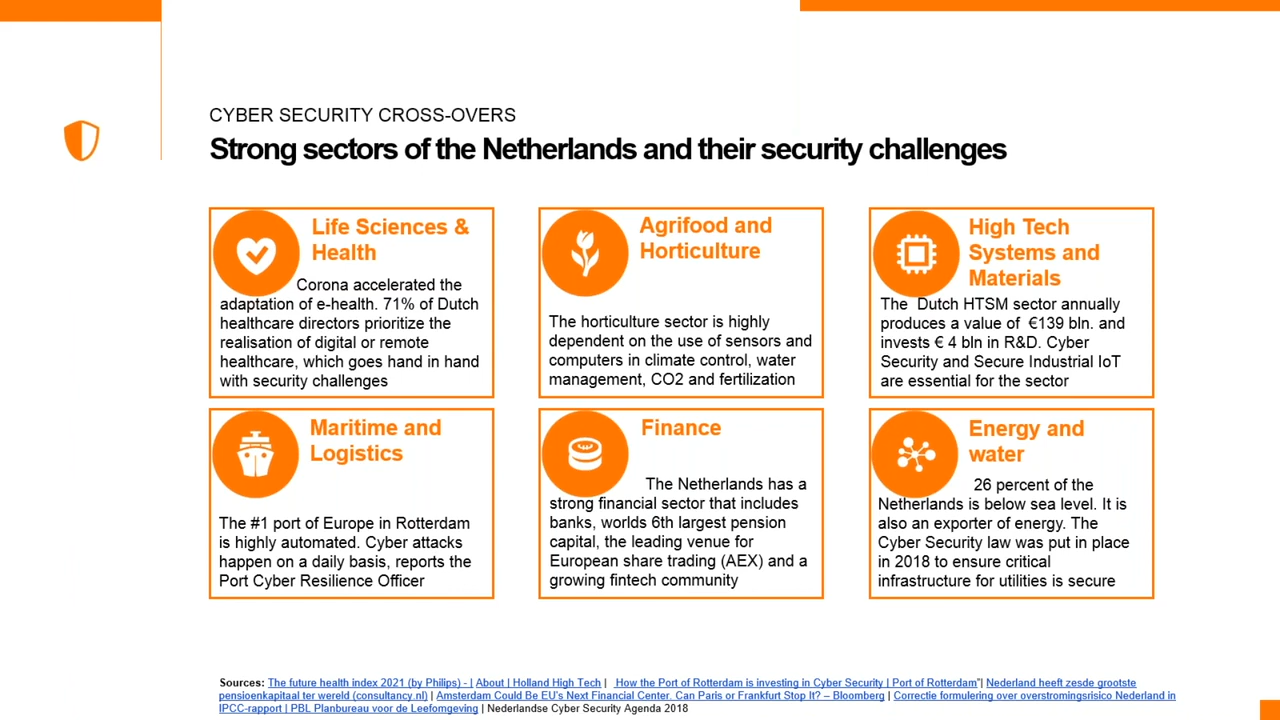 CYBER SECURITY CROSS-OVERS
Strong sectors of the Netherlands and their security challenges
Life Sciences &
Health
Corona accelerated the
adaptation of e-health. 71% of Dutch
healthcare directors prioritize the
realisation of digital or remote
healthcare, which goes hand in hand
with security challenges
Agrifood and
Horticulture
The horticulture sector is highly
dependent on the use of sensors and
computers in climate control, water
management, CO2 and fertilization
High Tech
Systems and
Materials
The Dutch HTSM sector annually
produces a value of €139 bln. and
invests € 4 bln in R&D. Cyber
Security and Secure Industrial IoT
are essential for the sector
Maritime and
Logistics
The #1 port of Europe in Rotterdam
is highly automated. Cyber attacks
happen on a daily basis, reports the
Port Cyber Resilience Officer
Finance
The Netherlands has a
strong financial sector that includes
banks, worlds 6th largest pension
capital, the leading venue for
European share trading (AEX) and a
growing fintech community
Energy and
water
26 percent of the
Netherlands is below sea level. It is
also an exporter of energy. The
Cyber Security law was put in place
in 2018 to ensure critical
infrastructure for utilities is secure
Sources: The future health index 2021 (by Philips) - | About | Holland High Tech | How the Port of Rotterdam is investing in Cyber Security | Port of Rotterdam"| Nederland heeft zesde grootste
pensioenkapitaal ter wereld (consultancy.nl) | Amsterdam Could Be EU's Next Financial Center. Can Paris or Frankfurt Stop It? – Bloomberg | Correctie formulering over overstromingsrisico Nederland in
IPCC-rapport | PBL Planbureau voor de Leefomgeving | Nederlandse Cyber Security Agenda 2018